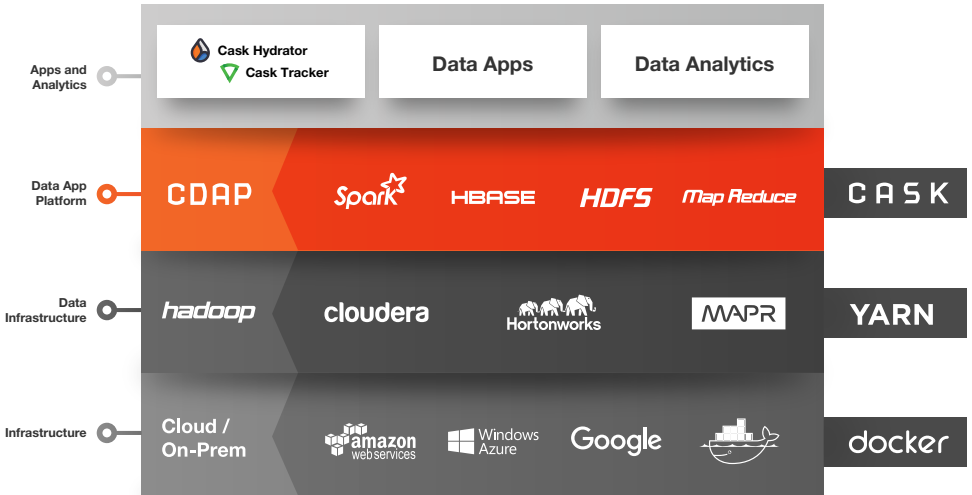 Apps and
Analytics
Cask Hydrator
Cask Tracker
Data Apps
Data Analytics
Data App
Platform
CDAP
Spark
HBASE
HDFS
Map Reduce
CASK
Data
Infrastructure
hadoop
cloudera
Hortonworks
MAPR
YARN
Infrastructure
Cloud /
On-Prem
amazon
web services
Windows
Azure
Google
docker